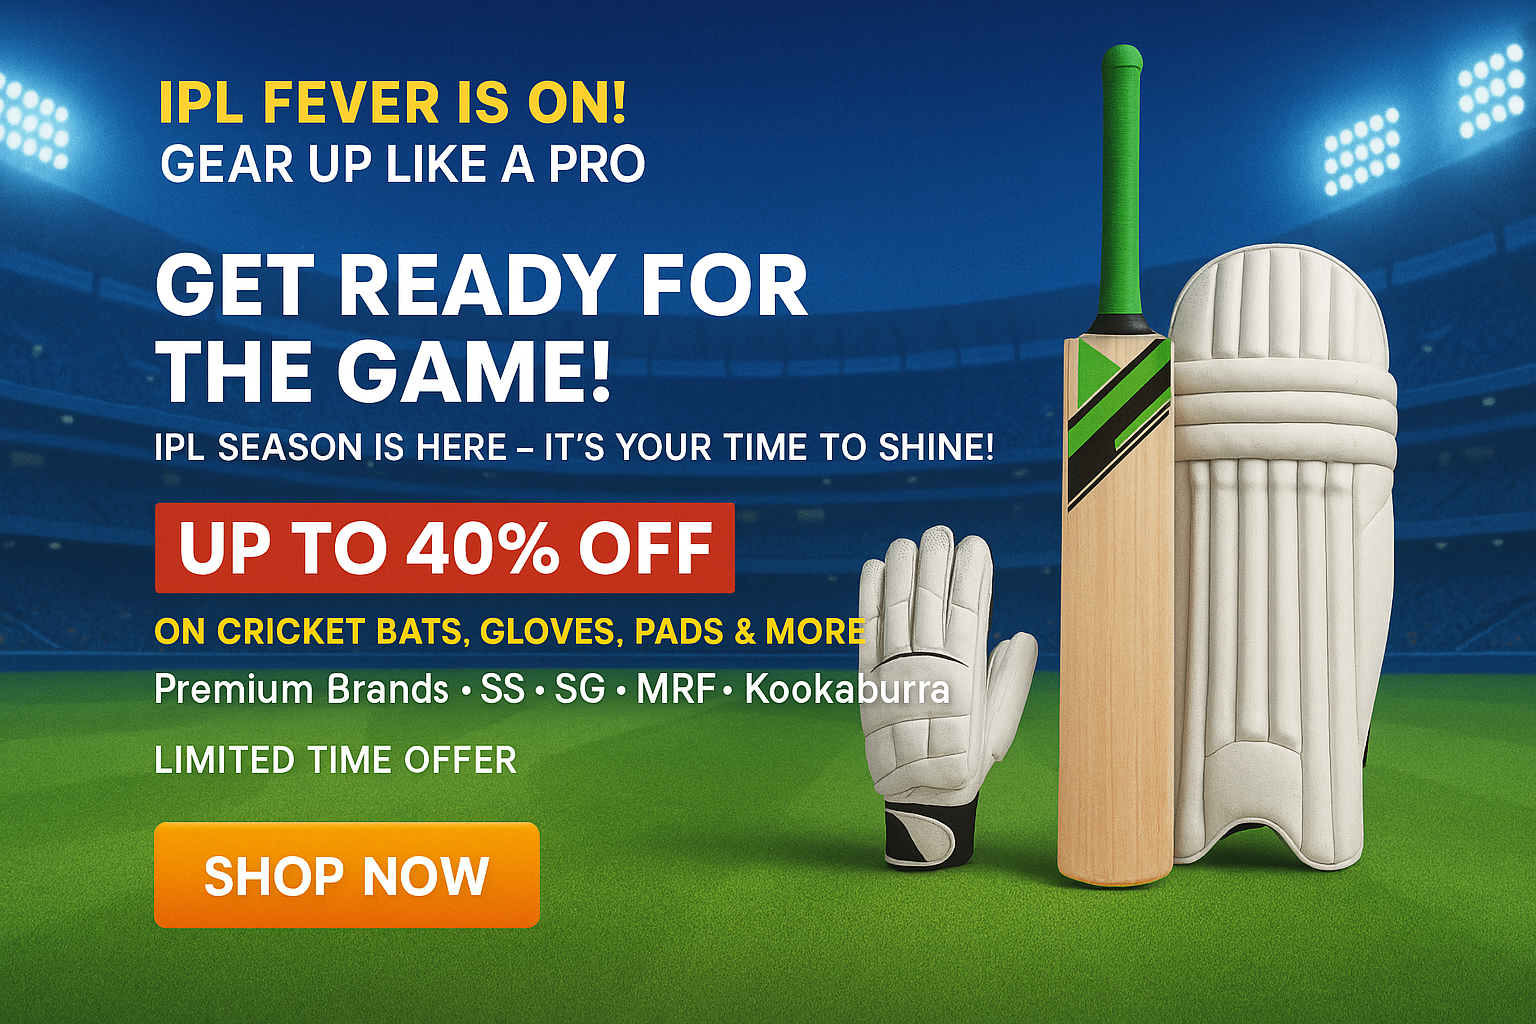 IPL FEVER IS ON!
GEAR UP LIKE A PRO
GET READY FOR
THE GAME!
IPL SEASON IS HERE – IT'S YOUR TIME TO SHINE!
UP TO 40% OFF
ON CRICKET BATS, GLOVES, PADS & MORE
Premium Brands • SS • SG • MRF • Kookaburra
LIMITED TIME OFFER
SHOP NOW